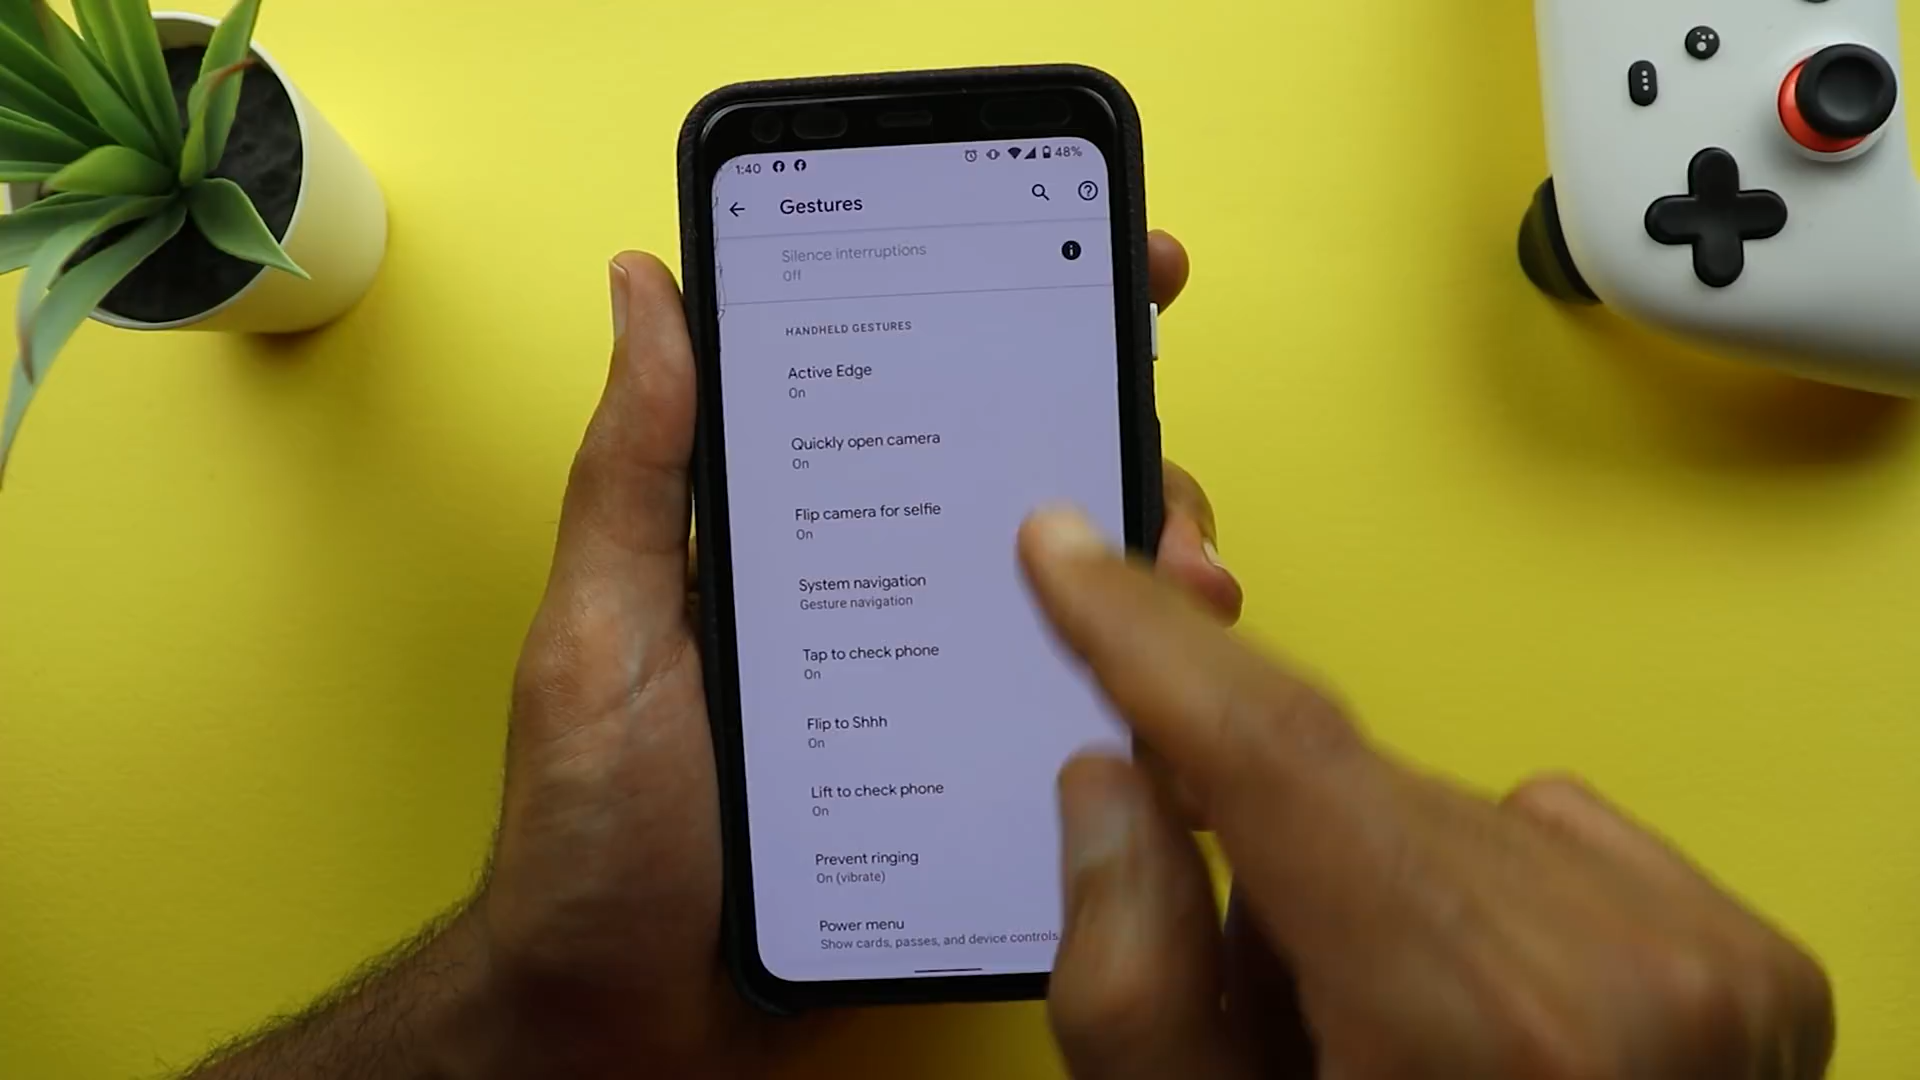 1:40 48%
Gestures
Silence interruptions
Off
HANDHELD GESTURES
Active Edge
On
Quickly open camera
On
Flip camera for selfie
On
System navigation
Gesture navigation
Tap to check phone
On
Flip to Shhh
On
Lift to check phone
On
Prevent ringing
On (vibrate)
Power menu
Show cards, passes, and device controls.